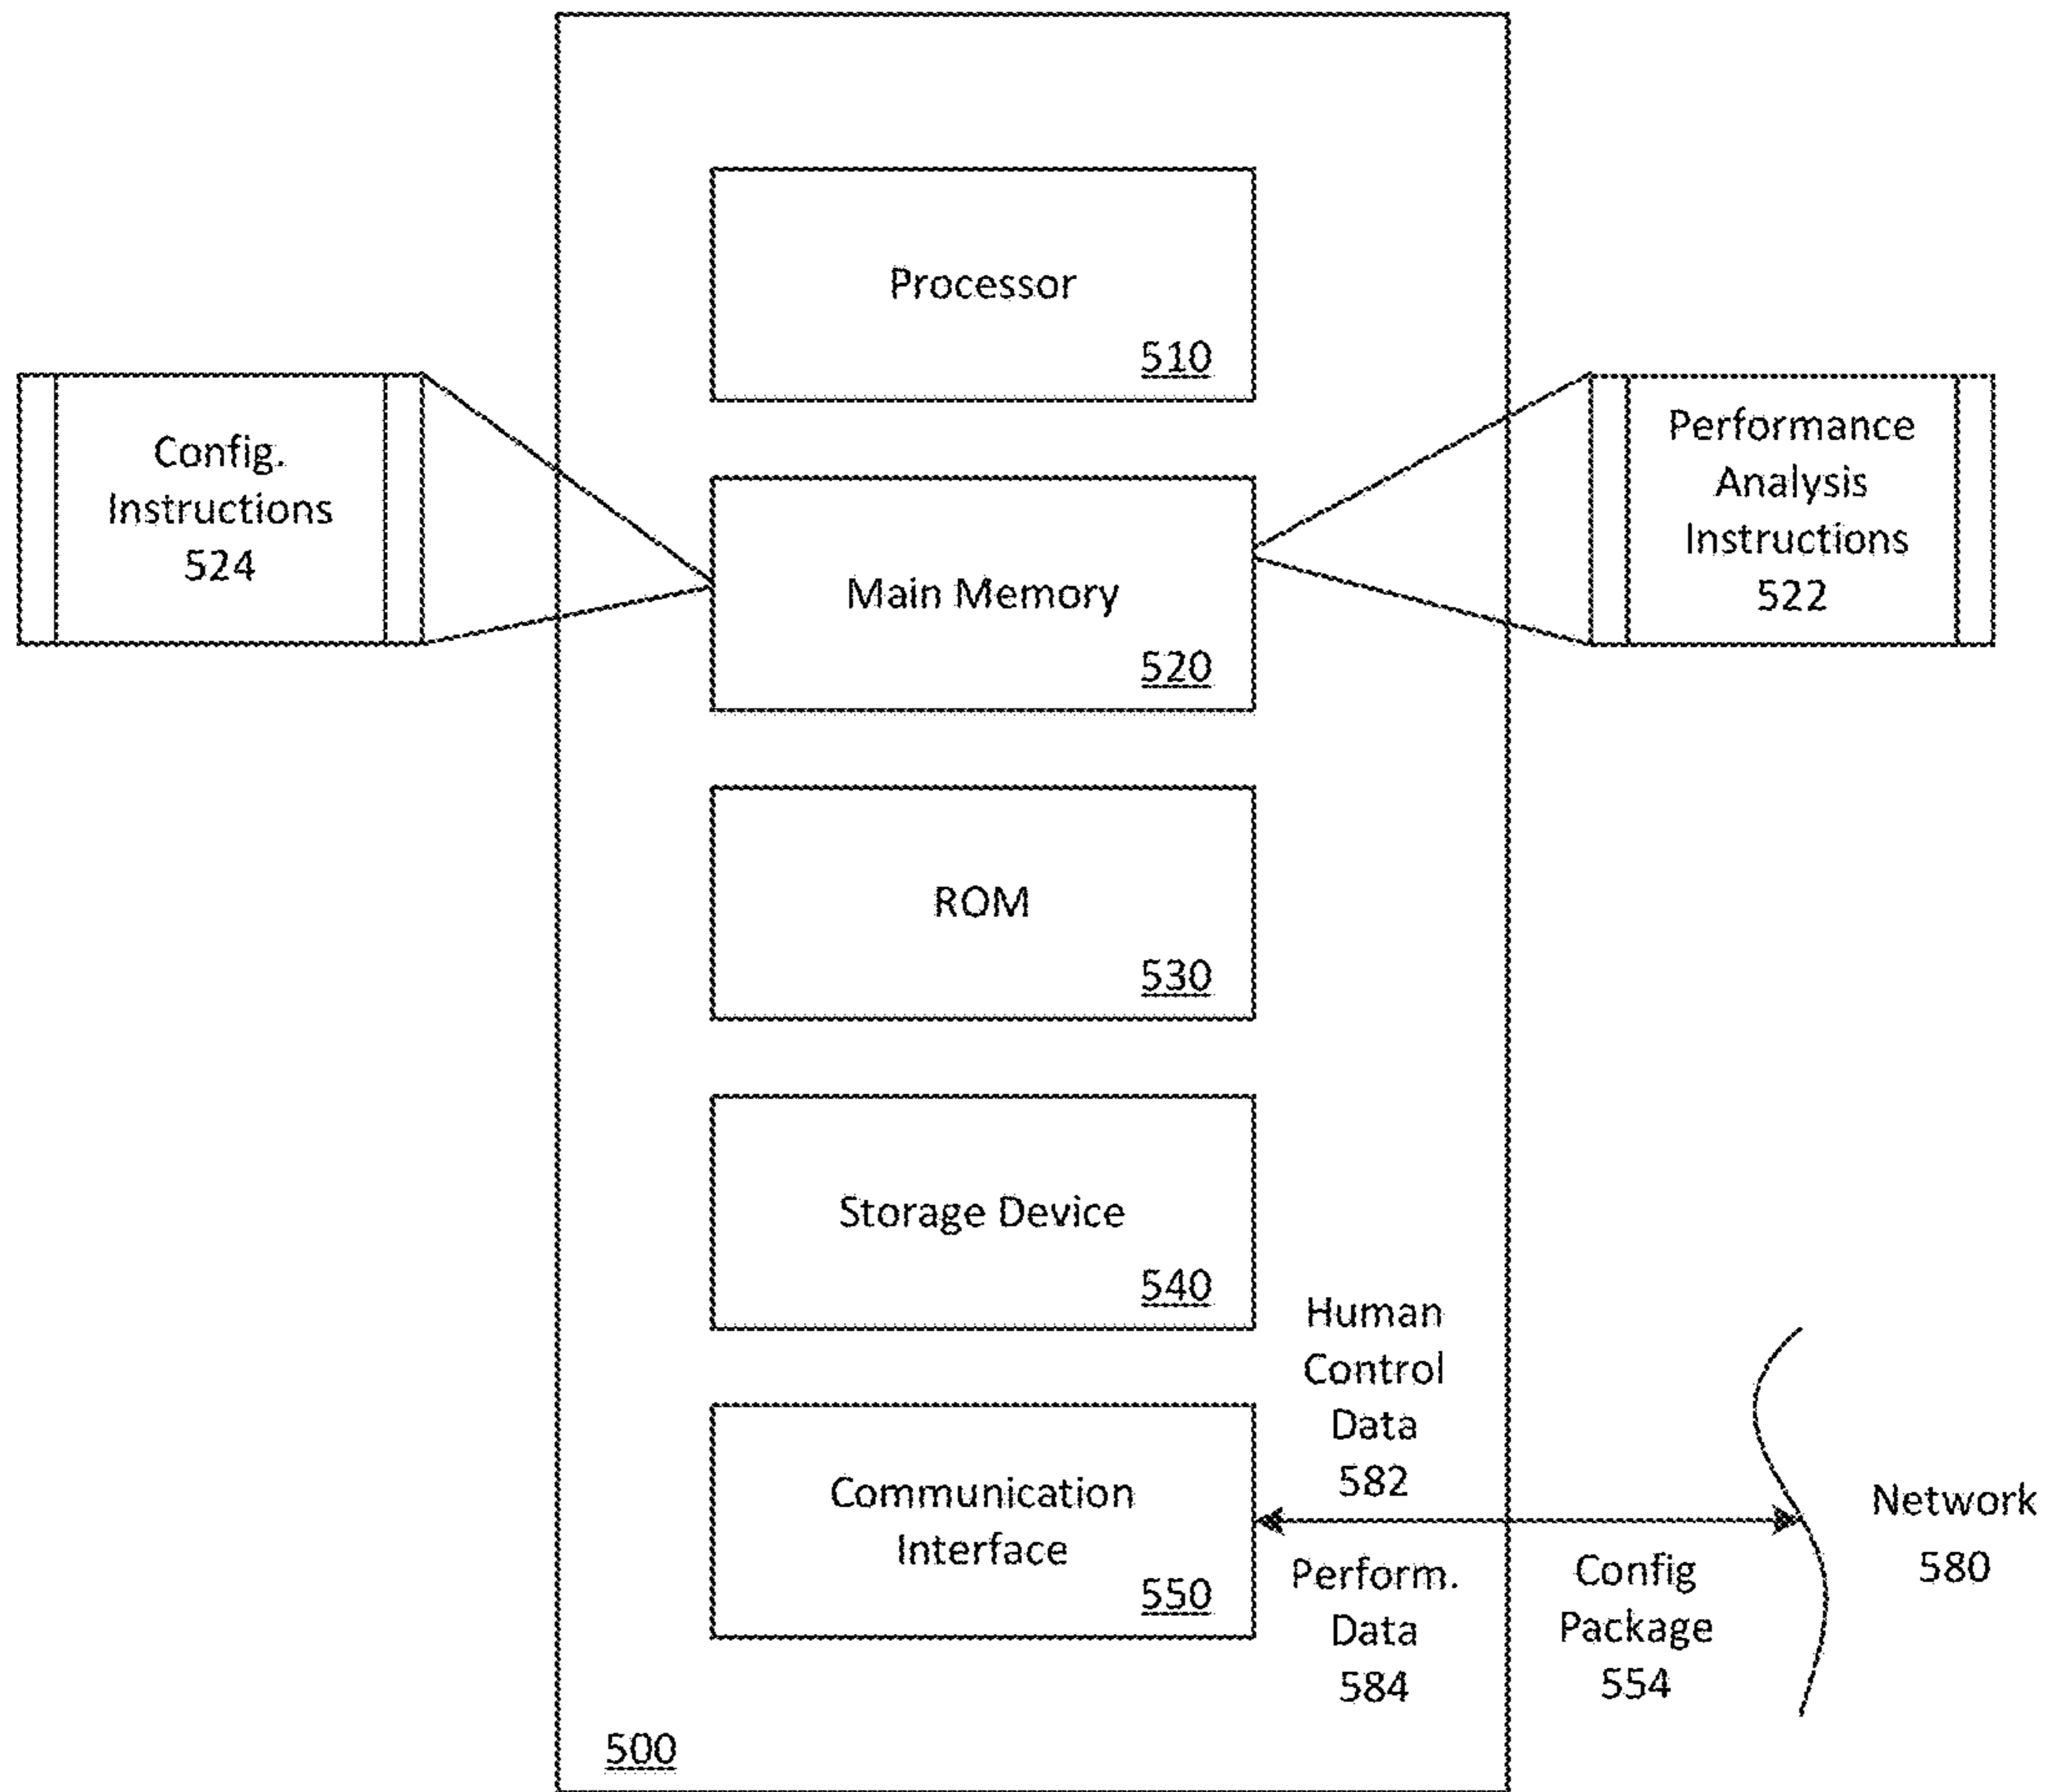 Processor
510
Config.
Instructions
524
Performance
Analysis
Instructions
522
Main Memory
520
ROM
530
Storage Device
540
Human
Control
Data
582
Communication
Interface
550
Network
580
Perform.
Data
584
Config
Package
554
500